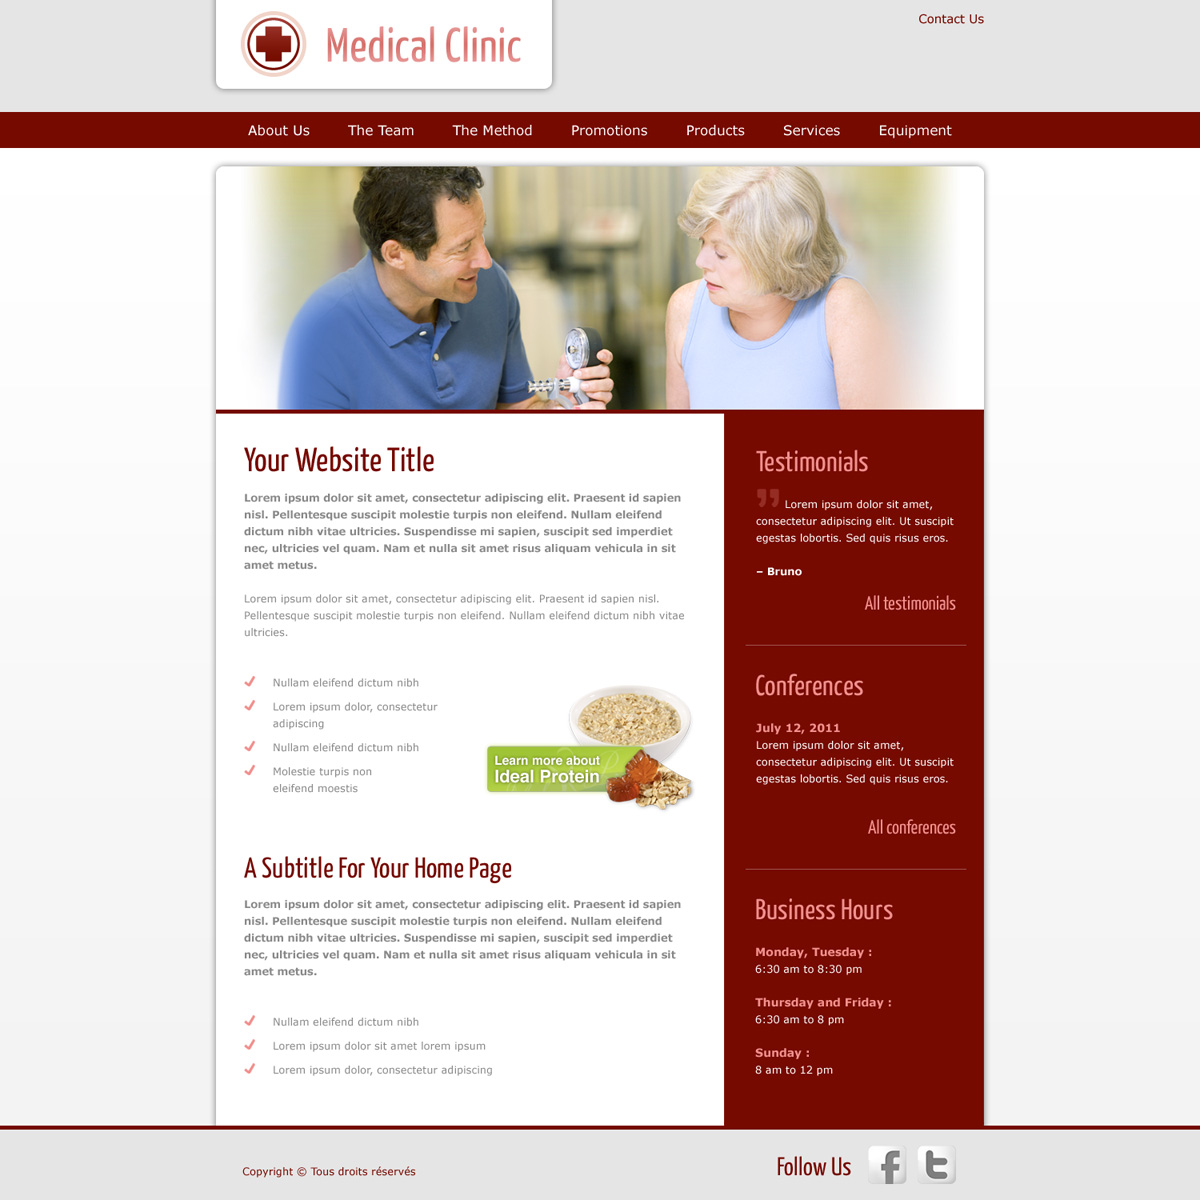 Medical Clinic
Contact Us
About Us The Team The Method Promotions Products Services Equipment
Your Website Title
Lorem ipsum dolor sit amet, consectetur adipiscing elit. Praesent id sapien
nisl. Pellentesque suscipit molestie turpis non eleifend. Nullam eleifend
dictum nibh vitae ultricies. Suspendisse mi sapien, suscipit sed imperdiet
nec, ultricies vel quam. Nam et nulla sit amet risus aliquam vehicula in sit
amet metus.
Lorem ipsum dolor sit amet, consectetur adipiscing elit. Praesent id sapien nisl.
Pellentesque suscipit molestie turpis non eleifend. Nullam eleifend dictum nibh vitae
ultricies.
Nullam eleifend dictum nibh
Lorem ipsum dolor, consectetur
adipiscing
Nullam eleifend dictum nibh
Molestie turpis non
eleifend moestis
Learn more about
Ideal Protein
A Subtitle For Your Home Page
Lorem ipsum dolor sit amet, consectetur adipiscing elit. Praesent id sapien
nisl. Pellentesque suscipit molestie turpis non eleifend. Nullam eleifend
dictum nibh vitae ultricies. Suspendisse mi sapien, suscipit sed imperdiet
nec, ultricies vel quam. Nam et nulla sit amet risus aliquam vehicula in sit
amet metus.
Nullam eleifend dictum nibh
Lorem ipsum dolor sit amet lorem ipsum
Lorem ipsum dolor, consectetur adipiscing
Testimonials
” Lorem ipsum dolor sit amet,
consectetur adipiscing elit. Ut suscipit
egestas lobortis. Sed quis risus eros.
– Bruno
All testimonials
Conferences
July 12, 2011
Lorem ipsum dolor sit amet,
consectetur adipiscing elit. Ut suscipit
egestas lobortis. Sed quis risus eros.
All conferences
Business Hours
Monday, Tuesday :
6:30 am to 8:30 pm
Thursday and Friday :
6:30 am to 8 pm
Sunday :
8 am to 12 pm
Copyright © Tous droits réservés
Follow Us f t